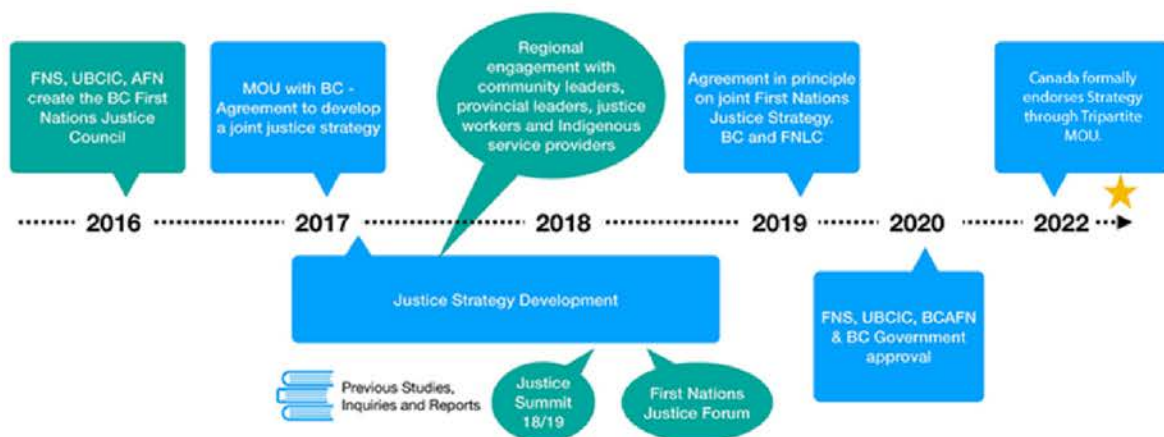 FNS, UBCIC, AFN
create the BC First
Nations Justice
Council
MOU with BC -
Agreement to develop
a joint justice strategy
Regional
engagement with
community leaders,
provincial leaders, justice
workers and Indigenous
service providers
Agreement in principle
on joint First Nations
Justice Strategy.
BC and FNLC
Canada formally
endorses Strategy
through Tripartite
MOU.
2016
2017
2018
2019
2020
2022
Justice Strategy Development
FNS, UBCIC, BCAFN
& BC Government
approval
Previous Studies,
Inquiries and Reports
Justice
Summit
18/19
First Nations
Justice Forum